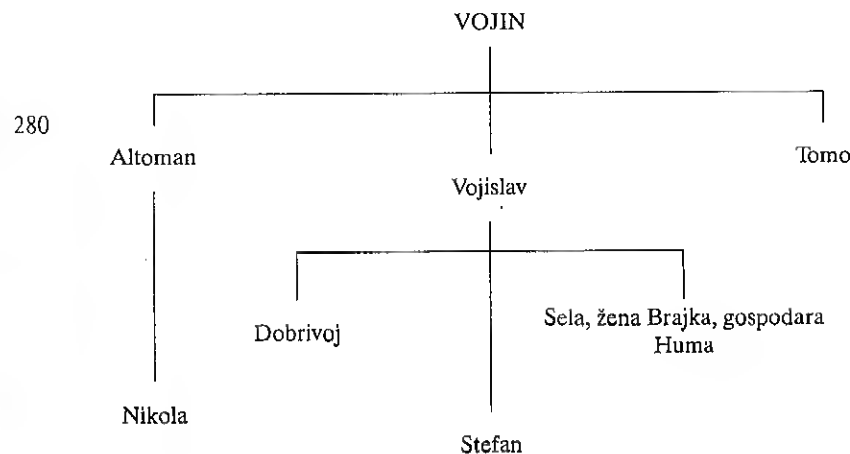 VOJIN
280
Altoman
Tomo
Vojislav
Sela, žena Brajka, gospodara
Huma
Dobrivoj
Nikola
Stefan